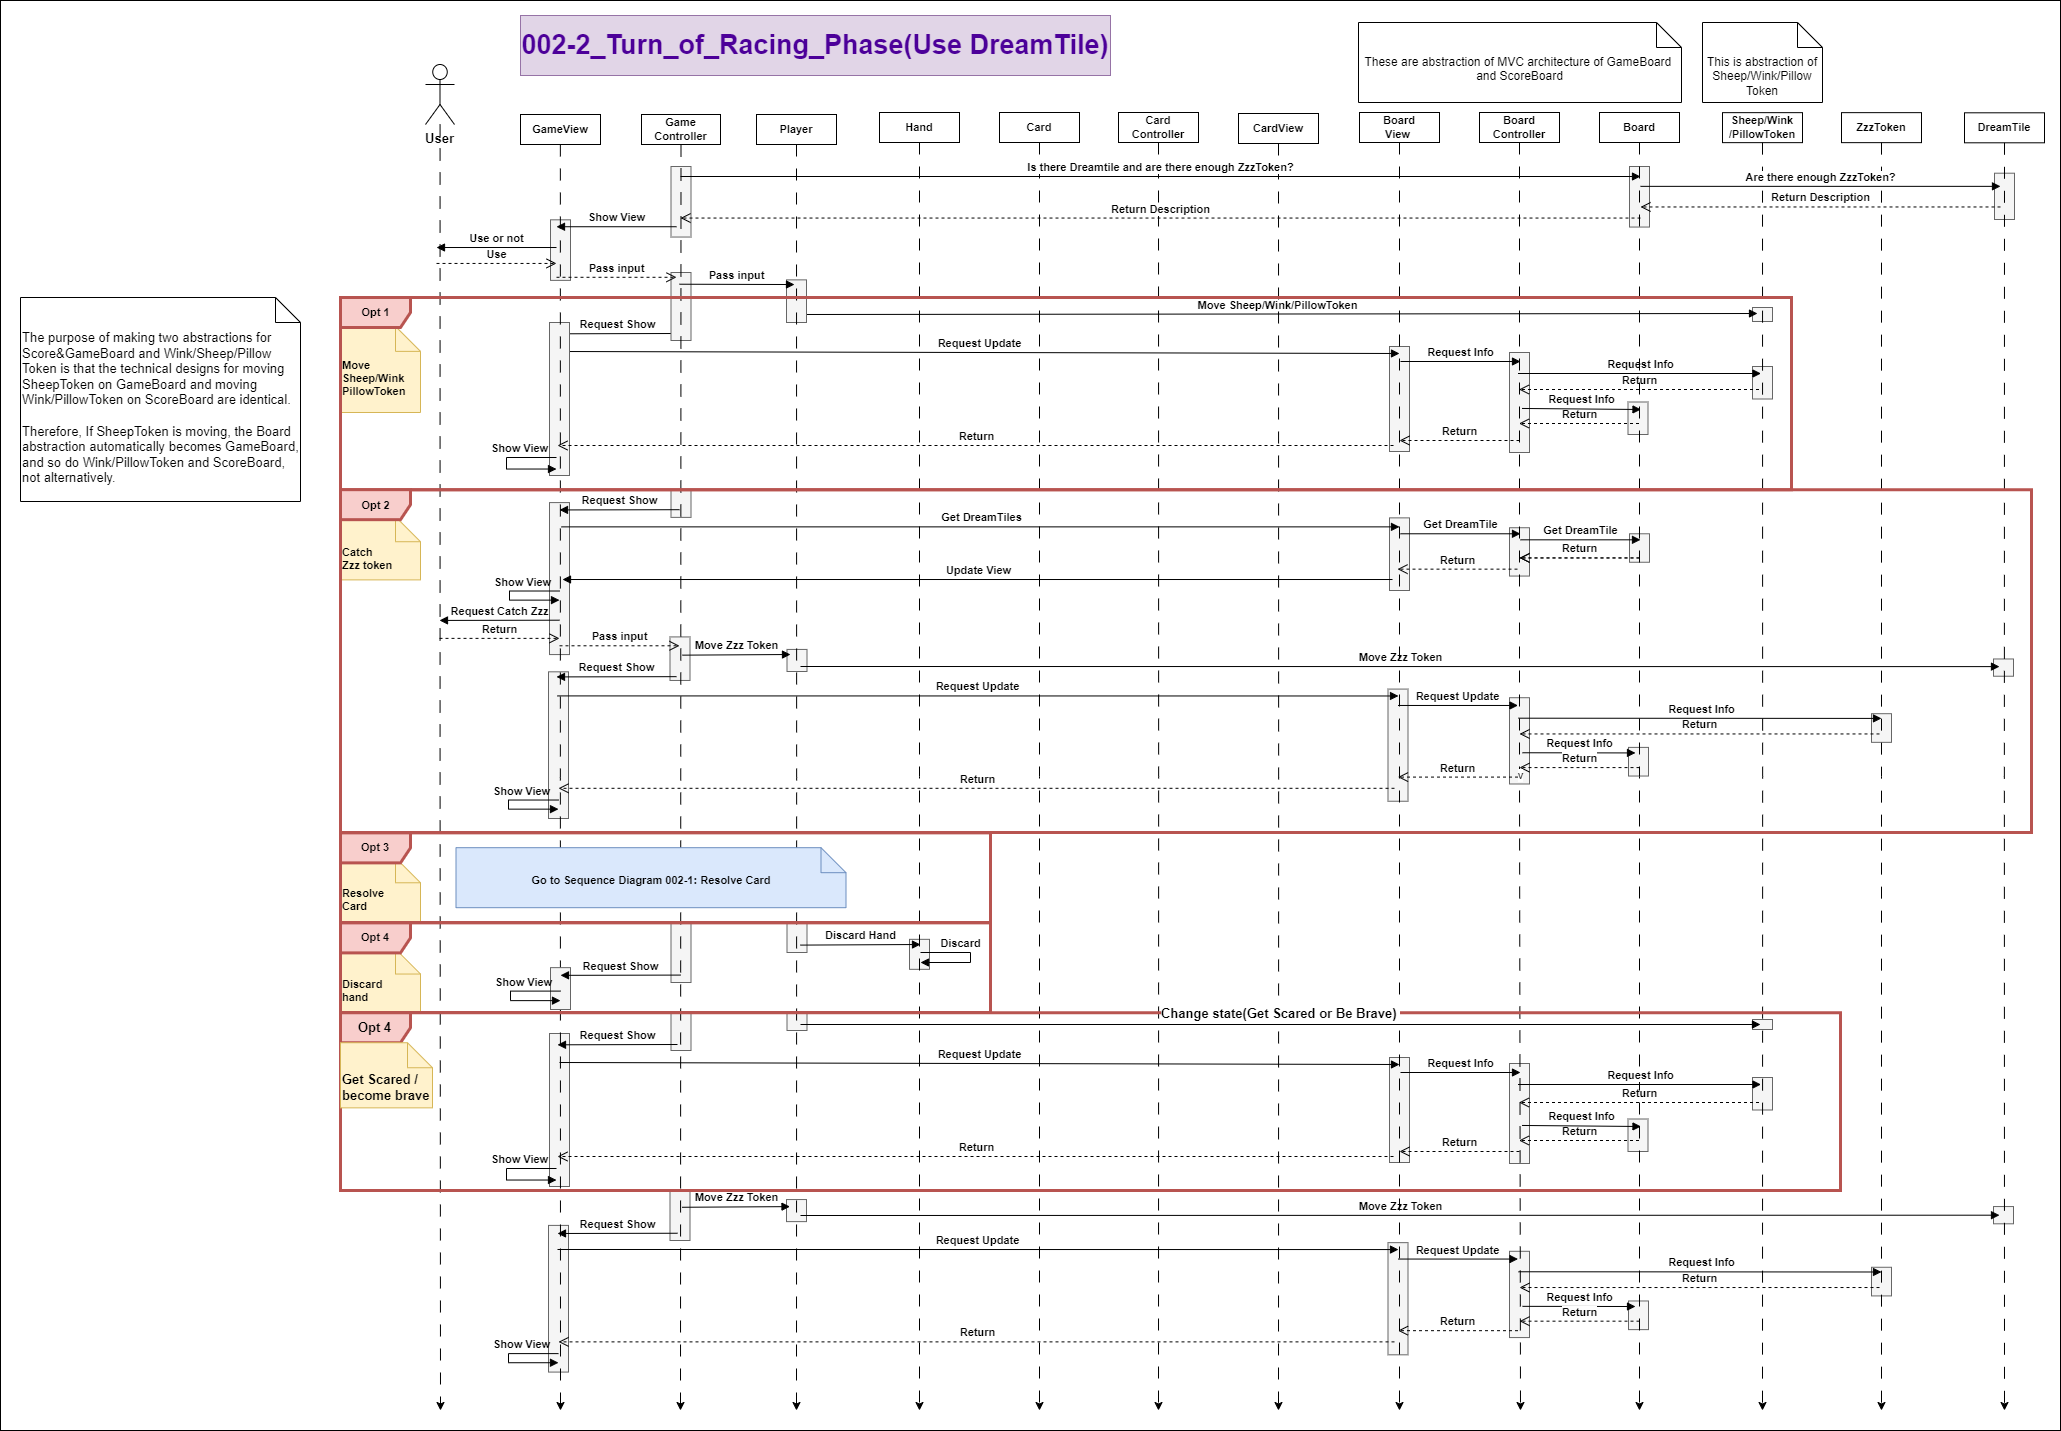 002-2_Turn_of_Racing_Phase(Use DreamTile)
These are abstraction of MVC architecture of GameBoard
and ScoreBoard
This is abstraction of
Sheep/Wink/Pillow
Token
User
GameView
Game
Controller
Player
Hand
Card
Card
Controller
CardView
Board
View
Board
Controller
Board
Sheep/Wink
/PillowToken
ZzzToken
DreamTile
Is there Dreamtile and are there enough ZzzToken?
Are there enough ZzzToken?
Return Description
Return Description
Show View
Use or not
Use
Pass input
Pass input
The purpose of making two abstractions for
Score&GameBoard and Wink/Sheep/Pillow
Token is that the technical designs for moving
SheepToken on GameBoard and moving
Wink/PillowToken on ScoreBoard are identical.
Therefore, If SheepToken is moving, the Board
abstraction automatically becomes GameBoard,
and so do Wink/PillowToken and ScoreBoard,
not alternatively.
Opt 1
Move
Sheep/Wink
PillowToken
Move Sheep/Wink/PillowToken
Request Show
Request Update
Request Info
Request Info
Return
Request Info
Return
Return
Return
Show View
Opt 2
Catch
Zzz token
Request Show
Get DreamTiles
Get DreamTile
Get DreamTile
Return
Return
Update View
Show View
Request Catch Zzz
Return
Pass input
Move Zzz Token
Move Zzz Token
Request Show
Request Update
Request Update
Request Info
Return
Request Info
Return
Return
v
Return
Show View
Opt 3
Resolve
Card
Go to Sequence Diagram 002-1: Resolve Card
Opt 4
Discard
hand
Discard Hand
Discard
Request Show
Show View
Opt 4
Get Scared /
become brave
Change state(Get Scared or Be Brave)
Request Show
Request Update
Request Info
Request Info
Return
Request Info
Return
Return
Return
Show View
Move Zzz Token
Move Zzz Token
Request Show
Request Update
Request Update
Request Info
Return
Request Info
Return
Return
Return
Show View